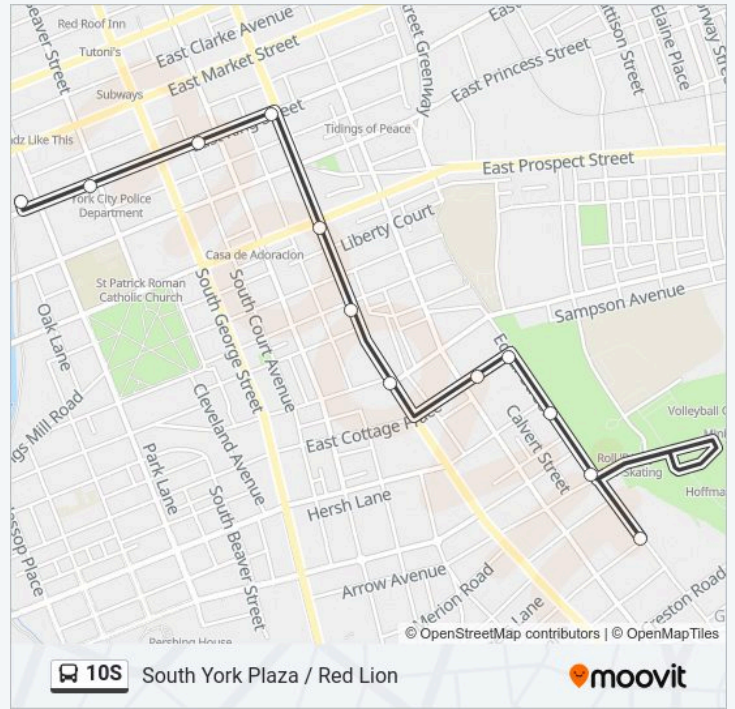 Beaver Street
Red Roof Inn
East Clarke Avenue
Tutoni's
East Market Street
Subways
East Princess Street
Elaine Place
Tidings of Peace
East Prospect Street
York City Police
Department
Liberty Court
Casa de Adoracion
St Patrick Roman
Catholic Church
South George Street
South Court Avenue
Oak Lane
Sampson Avenue
Cleveland Avenue
Calvert Street
Volleyball
East Cottage
Park Lane
South Beaver Street
Skating
Hersh Lane
Arrow Avenue
Merion Road
Lane
Pershing House
© OpenStreetMap contributors | © OpenMapTiles
10S
South York Plaza / Red Lion
moovit